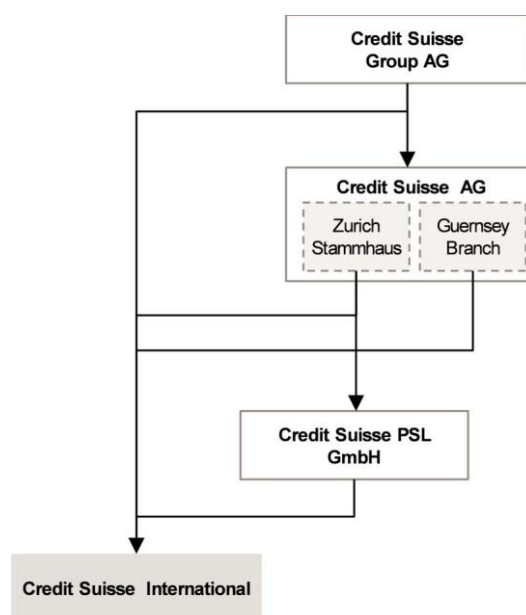 Credit Suisse
Group AG
Credit Suisse AG
Zurich
Stammhaus
Guernsey
Branch
Credit Suisse PSL
GmbH
Credit Suisse International